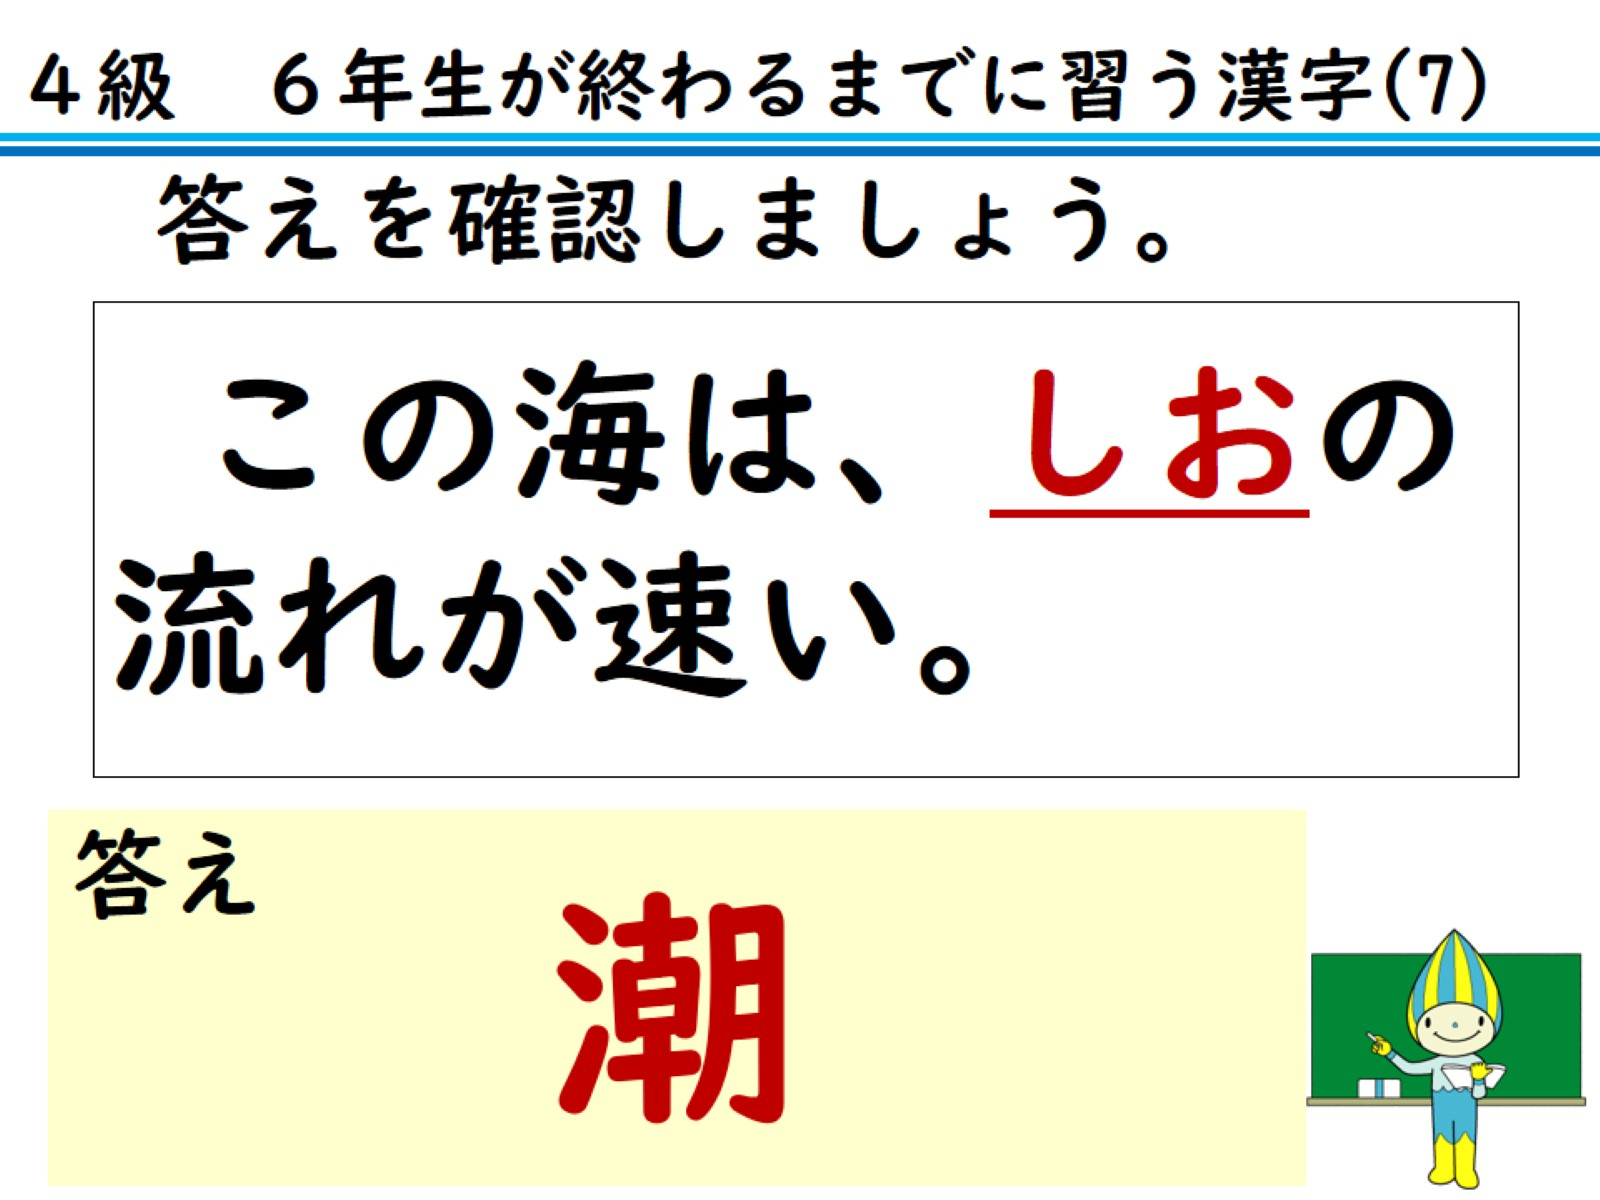 ４級　６年生が終わるまでに習う漢字(7)
答えを確認しましょう。
この海は、しおの
流れが速い。
答え
潮